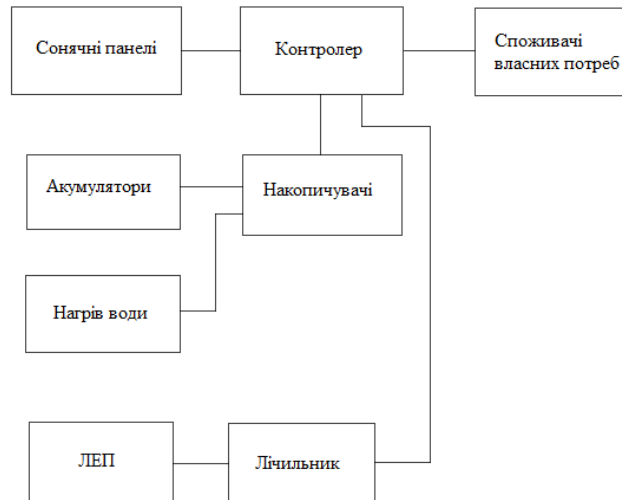 Сонячні панелі
Контролер
Споживачі
власних потреб
Акумулятори
Накопичувачі
Нагрів води
ЛЕП
Лічильник